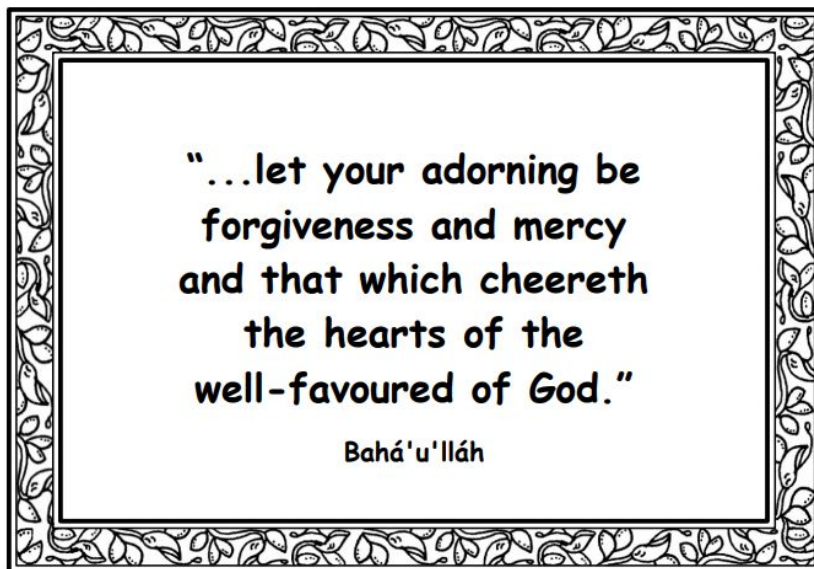 “...let your adorning be
forgiveness and mercy
and that which cheereth
the hearts of the
well-favoured of God.”
Bahá'u'lláh